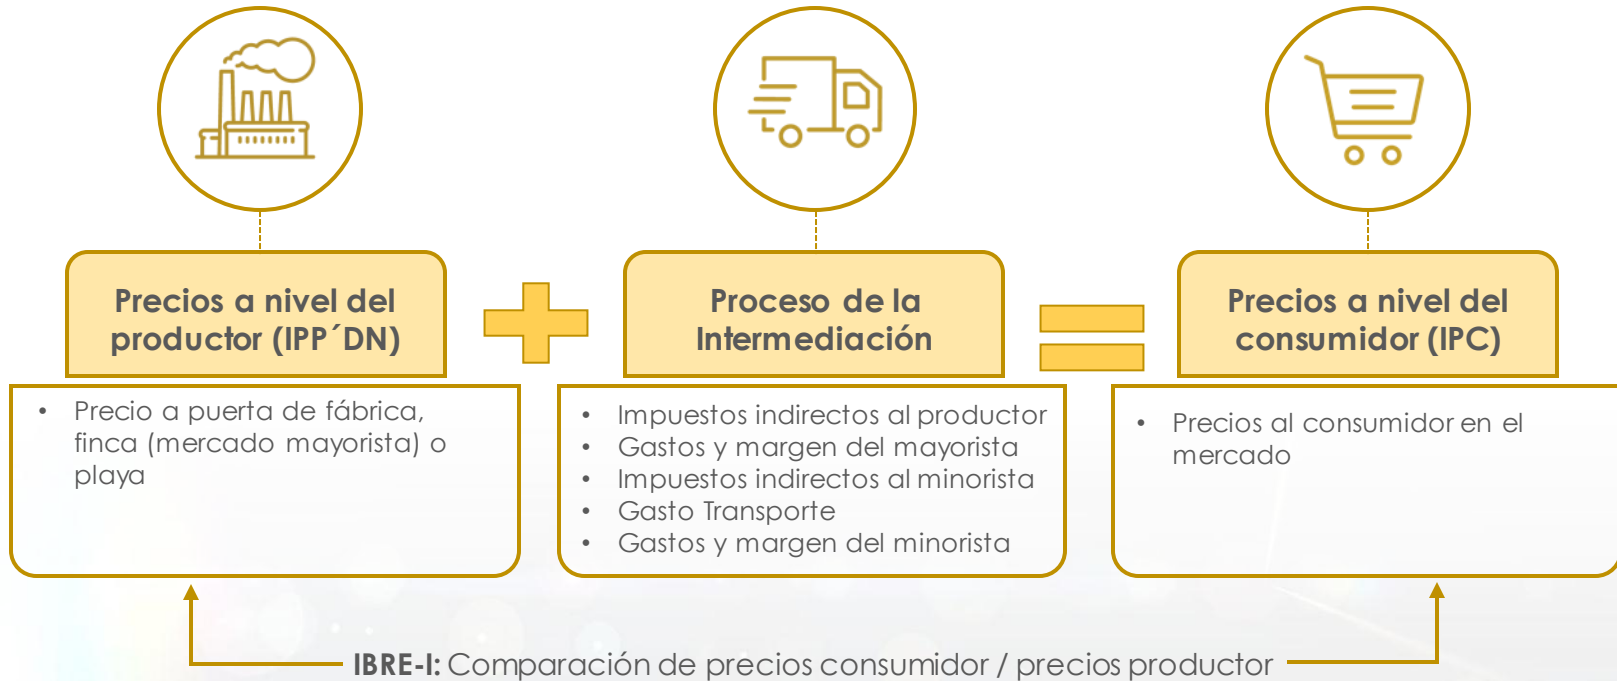 Precios a nivel del
productor (IPP´DN)
Proceso de la
Intermediación
Precios a nivel del
consumidor (IPC)
• Precio a puerta de fábrica,
finca (mercado mayorista) o
playa
• Impuestos indirectos al productor
• Gastos y margen del mayorista
• Impuestos indirectos al minorista
• Gasto Transporte
• Gastos y margen del minorista
• Precios al consumidor en el
mercado
IBRE-I: Comparación de precios consumidor / precios productor